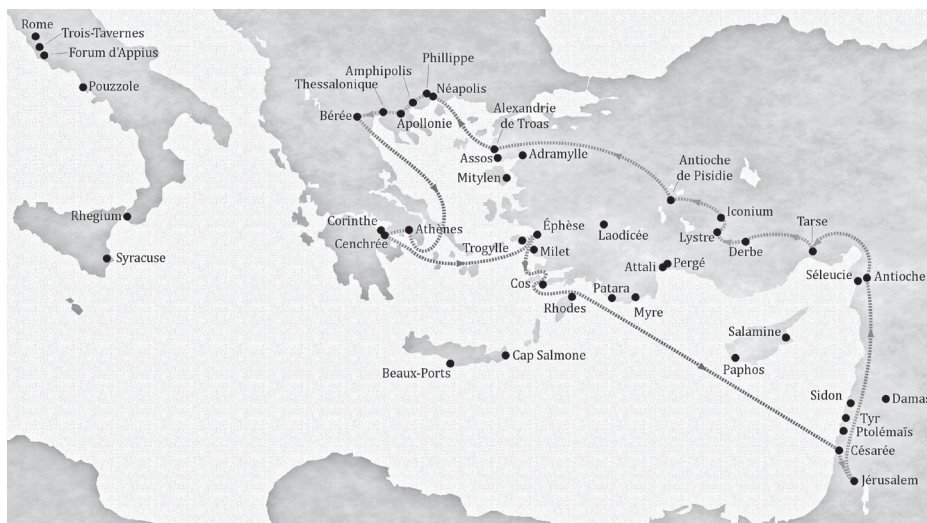 Rome
Trois-Tavernes
Forum d'Appius
Pouzzole
Rhegium
Syracuse
Phillippe
Amphipolis
Thessalonique
Néapolis
Bérée
Apollonie
Alexandrie
de Troas
Assos
Adramylle
Mitylen
Antioche
de Pisidie
Iconium
Lystre
Derbe
Tarse
Corinthe
Cenchrée
Athènes
Éphèse
Trogylle
Milet
Laodicée
Attali
Pergé
Séleucie
Antioche
Cos
Rhodes
Patara
Myre
Salamine
Paphos
Cap Salmone
Beaux-Ports
Sidon
Damas
Tyr
Ptolémaïs
Césarée
Jérusalem